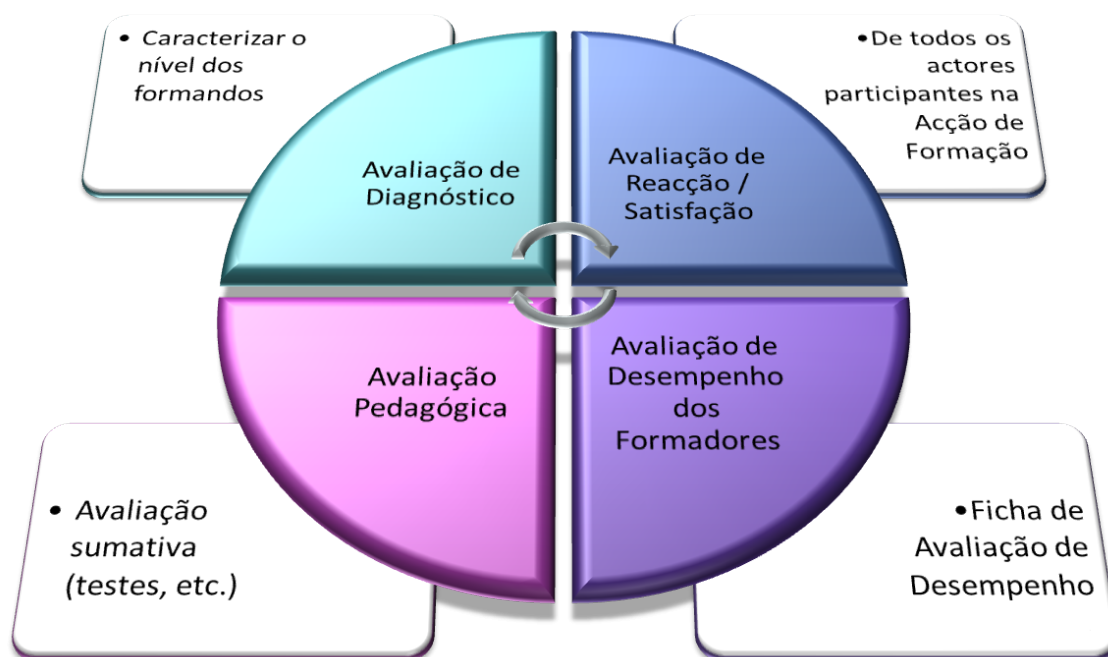 • Caracterizar o
nível dos
formandos
•De todos os
actores
participantes na
Acção de
Formação
Avaliação de
Diagnóstico
Avaliação de
Reacção /
Satisfação
Avaliação
Pedagógica
Avaliação de
Desempenho
dos
Formadores
• Avaliação
sumativa
(testes, etc.)
•Ficha de
Avaliação de
Desempenho